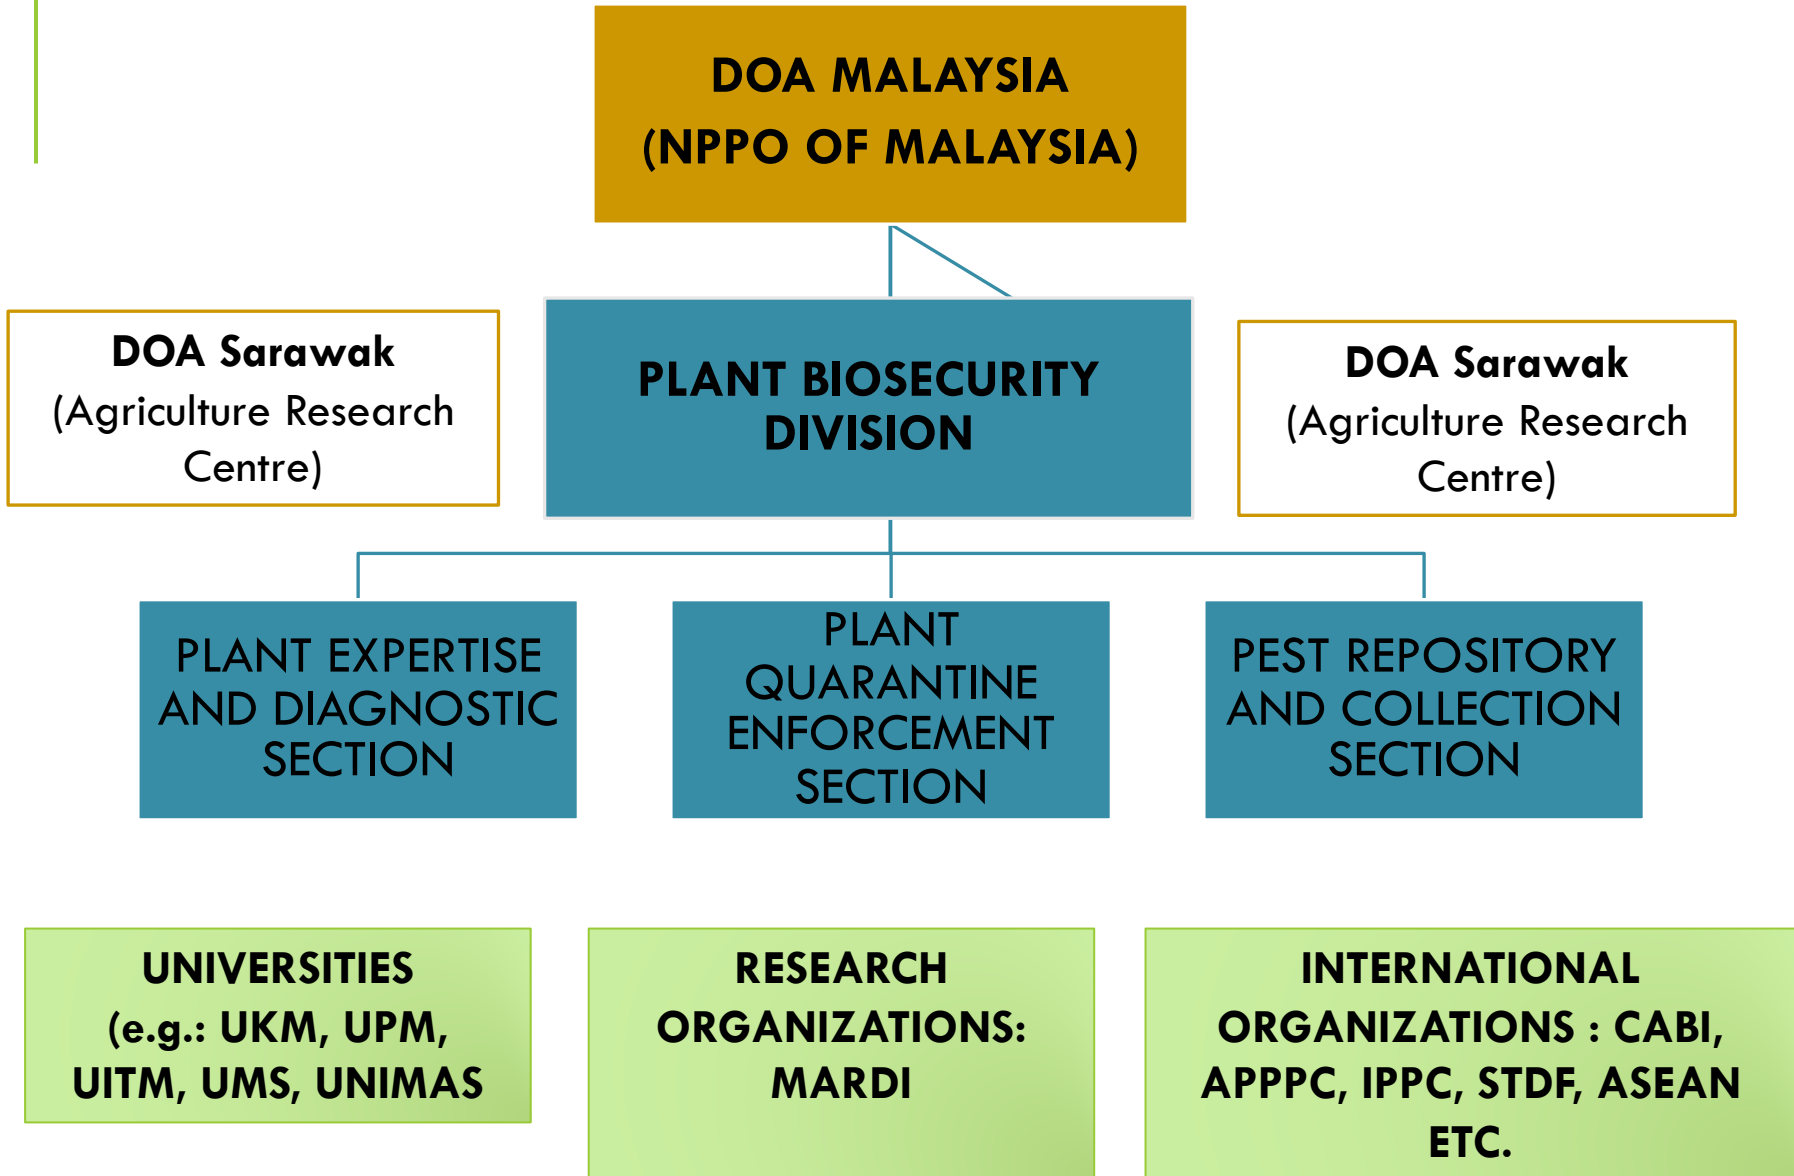 DOA MALAYSIA
(NPPO OF MALAYSIA)
DOA Sarawak
(Agriculture Research
Centre)
PLANT BIOSECURITY
DIVISION
DOA Sarawak
(Agriculture Research
Centre)
PLANT EXPERTISE
AND DIAGNOSTIC
SECTION
PLANT
QUARANTINE
ENFORCEMENT
SECTION
PEST REPOSITORY
AND COLLECTION
SECTION
UNIVERSITIES
(e.g.: UKM, UPM,
UITM, UMS, UNIMAS
RESEARCH
ORGANIZATIONS:
MARDI
INTERNATIONAL
ORGANIZATIONS : CABI,
APPPC, IPPC, STDF, ASEAN
ETC.